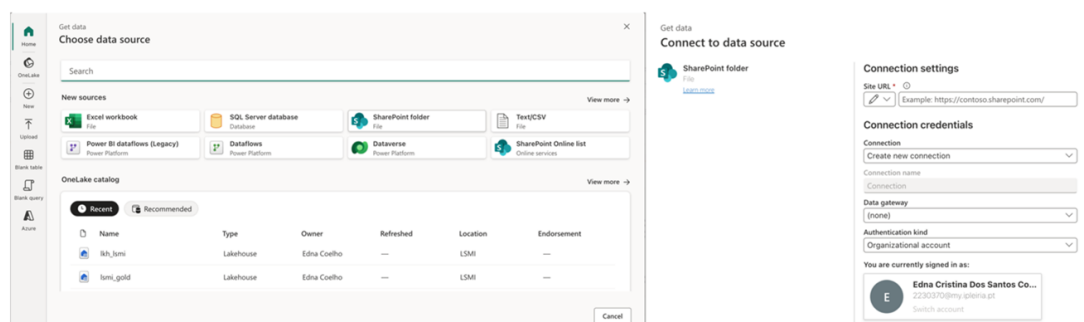 Get data
Choose data source
Home
OneLake
New
Upload
Blank table
Blank query
Azure
Search
New sources
View more →
Excel workbook
File
SQL Server database
Database
SharePoint folder
File
Text/CSV
File
Power BI dataflows (Legacy)
Power Platform
Dataflows
Power Platform
Dataverse
Power Platform
SharePoint Online list
Online services
OneLake catalog
View more →
Recent
Recommended
Name Type Owner Refreshed Location Endorsement
lkh_lsmi Lakehouse Edna Coelho — LSMI —
lsmi_gold Lakehouse Edna Coelho — LSMI —
Cancel
Get data
Connect to data source
SharePoint folder
File
Learn more
Connection settings
Site URL *
Example: https://contoso.sharepoint.com/
Connection credentials
Connection
Create new connection
Connection name
Connection
Data gateway
(none)
Authentication kind
Organizational account
You are currently signed in as:
E
Edna Cristina Dos Santos Co...
2230370@my.ipleiria.pt
Switch account